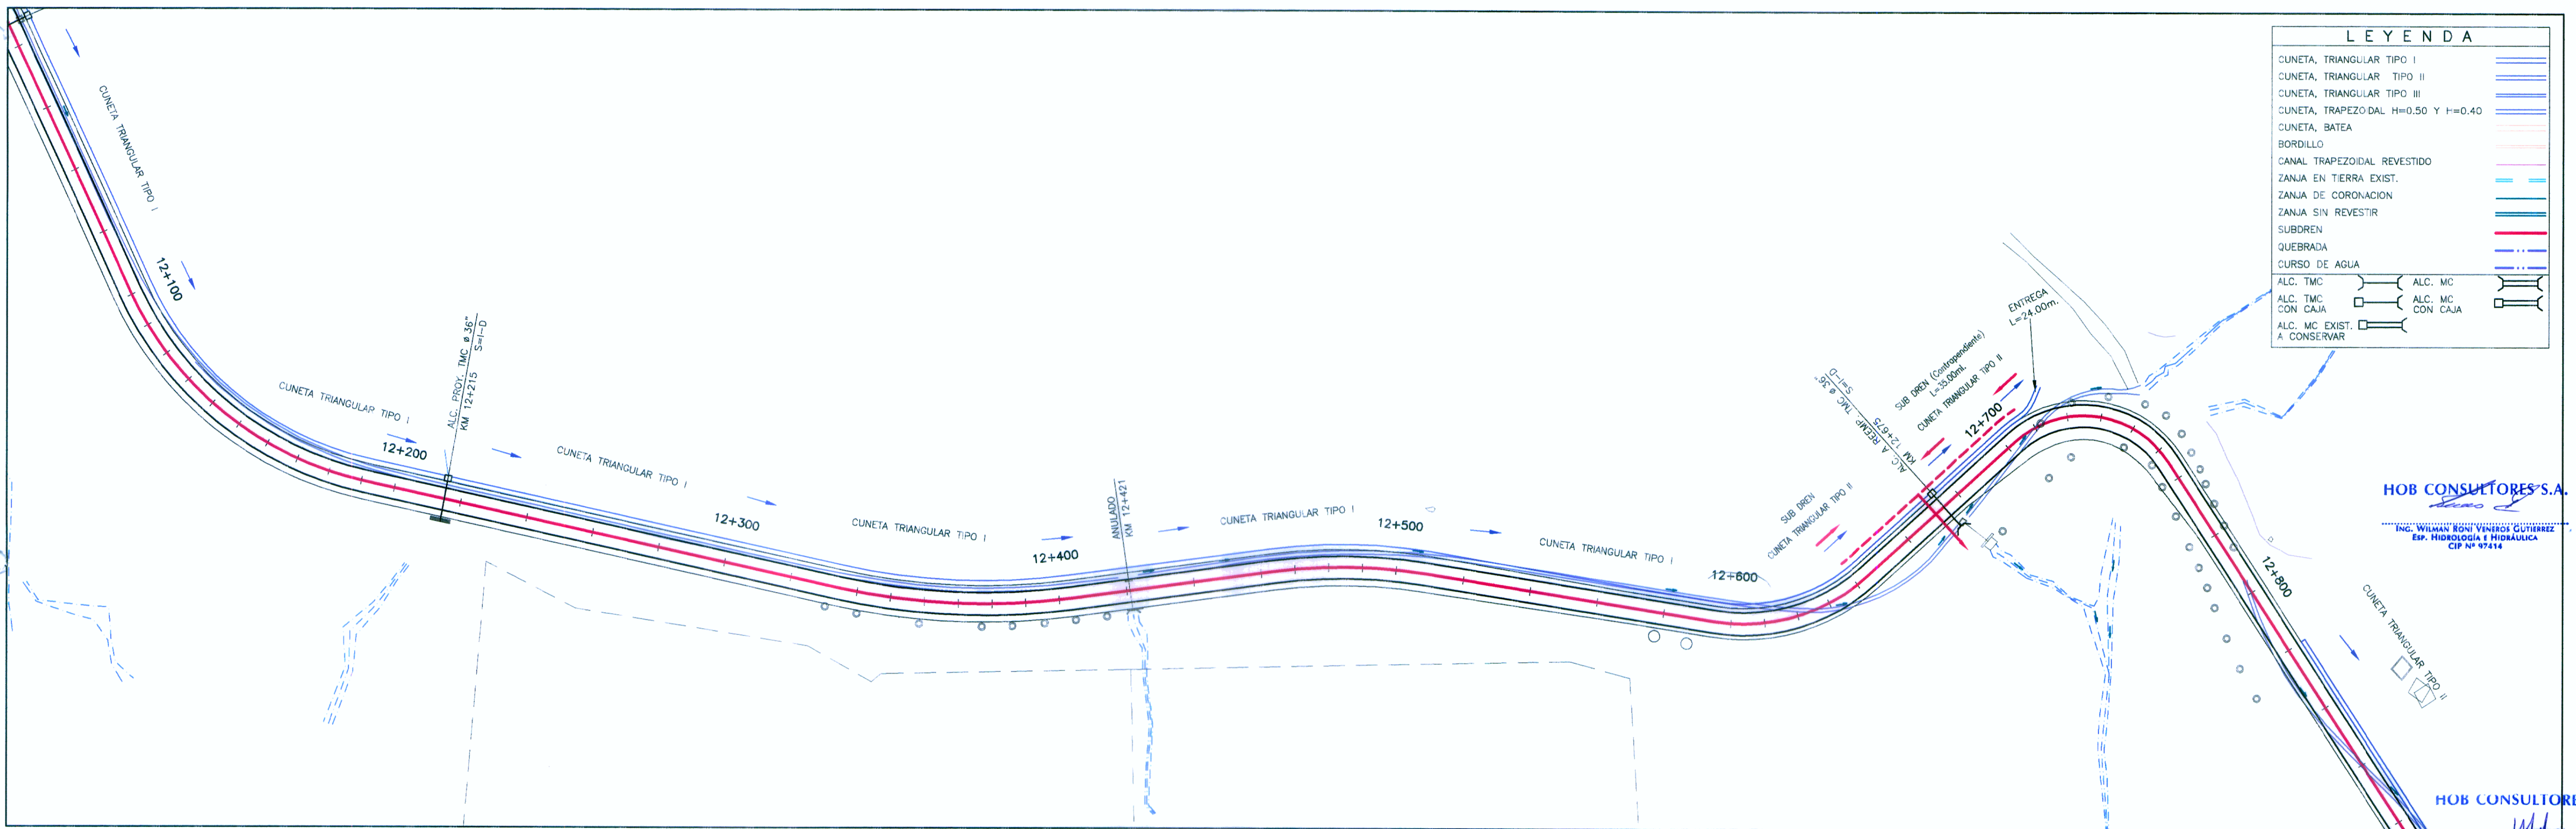 CUNETA TRIANGULAR TIPO I
12+100
CUNETA TRIANGULAR TIPO I
12+200
ALC. PROY. TMC ø 36"
KM 12+215 S=I-D
CUNETA TRIANGULAR TIPO I
12+300
CUNETA TRIANGULAR TIPO I
12+400
ANULADO
KM 12+421
CUNETA TRIANGULAR TIPO I
12+500
CUNETA TRIANGULAR TIPO I
12+600
SUB DREN
CUNETA TRIANGULAR TIPO II
ALC. A REEMP. TMC ø 36"
KM 12+675 S=I-D
SUB DREN (Contrapendiente)
L=35.00ml.
CUNETA TRIANGULAR TIPO II
12+700
ENTREGA
L=24.00m.
12+800
CUNETA TRIANGULAR TIPO II
LEYENDA
CUNETA, TRIANGULAR TIPO I
CUNETA, TRIANGULAR TIPO II
CUNETA, TRIANGULAR TIPO III
CUNETA, TRAPEZOIDAL H=0.50 Y H=0.40
CUNETA, BATEA
BORDILLO
CANAL TRAPEZOIDAL REVESTIDO
ZANJA EN TIERRA EXIST.
ZANJA DE CORONACION
ZANJA SIN REVESTIR
SUBDREN
QUEBRADA
CURSO DE AGUA
ALC. TMC
ALC. MC
ALC. TMC
CON CAJA
ALC. MC
CON CAJA
ALC. MC EXIST.
A CONSERVAR
HOB CONSULTORES S.A.
ING. WILMAN RONI VENEROS GUTIERREZ
ESP. HIDROLOGÍA E HIDRÁULICA
CIP Nº 97414
HOB CONSULTORE